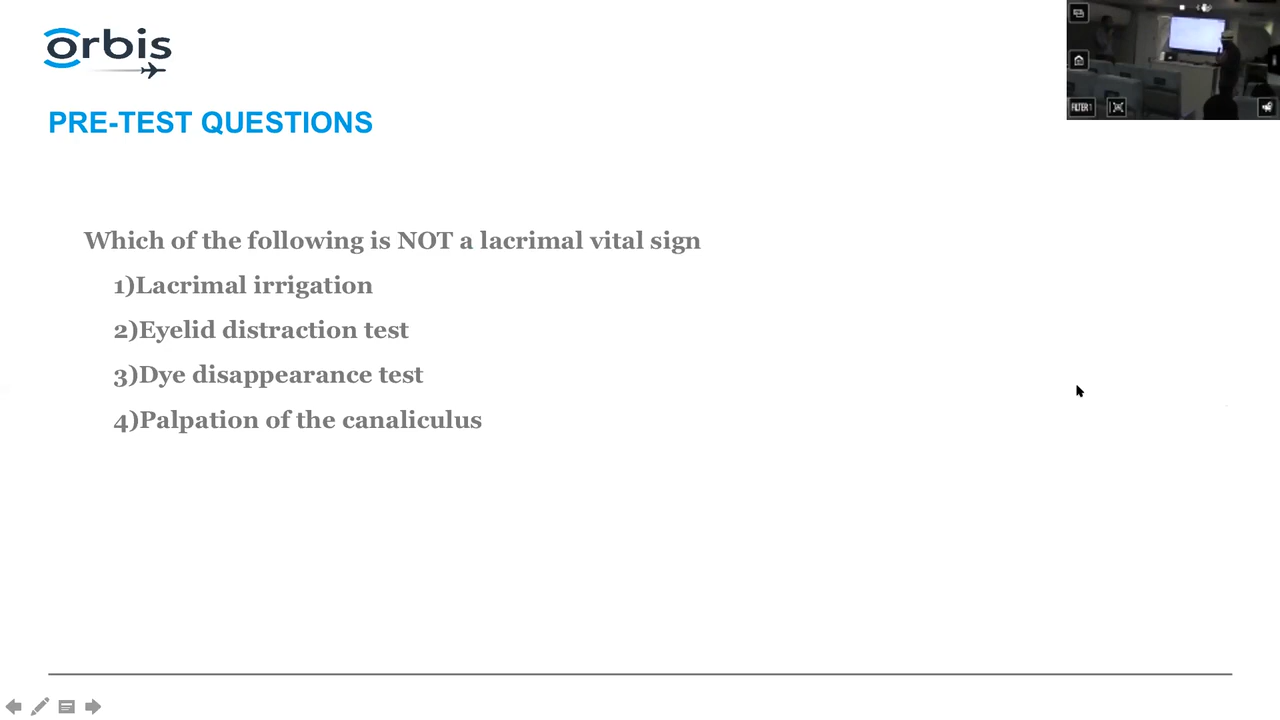 orbis
PRE-TEST QUESTIONS
Which of the following is NOT a lacrimal vital sign
1)Lacrimal irrigation
2)Eyelid distraction test
3)Dye disappearance test
4)Palpation of the canaliculus
FILTER1